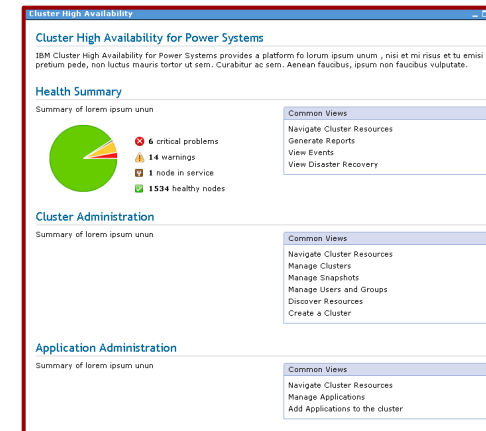 Cluster High Availability
Cluster High Availability for Power Systems
IBM Cluster High Availability for Power Systems provides a platform fo lorum ipsum unum , nisi et mi risus et tu emisi
pretium pede, non luctus mauris tortor ut sem. Curabitur ac sem. Aenean faucibus, ipsum non faucibus vulputate.
Health Summary
Summary of lorem ipsum unun
6 critical problems
14 warnings
1 node in service
1534 healthy nodes
Common Views
Navigate Cluster Resources
Generate Reports
View Events
View Disaster Recovery
Cluster Administration
Summary of lorem ipsum unun
Common Views
Navigate Cluster Resources
Manage Clusters
Manage Snapshots
Manage Users and Groups
Discover Resources
Create a Cluster
Application Administration
Summary of lorem ipsum unun
Common Views
Navigate Cluster Resources
Manage Applications
Add Applications to the cluster